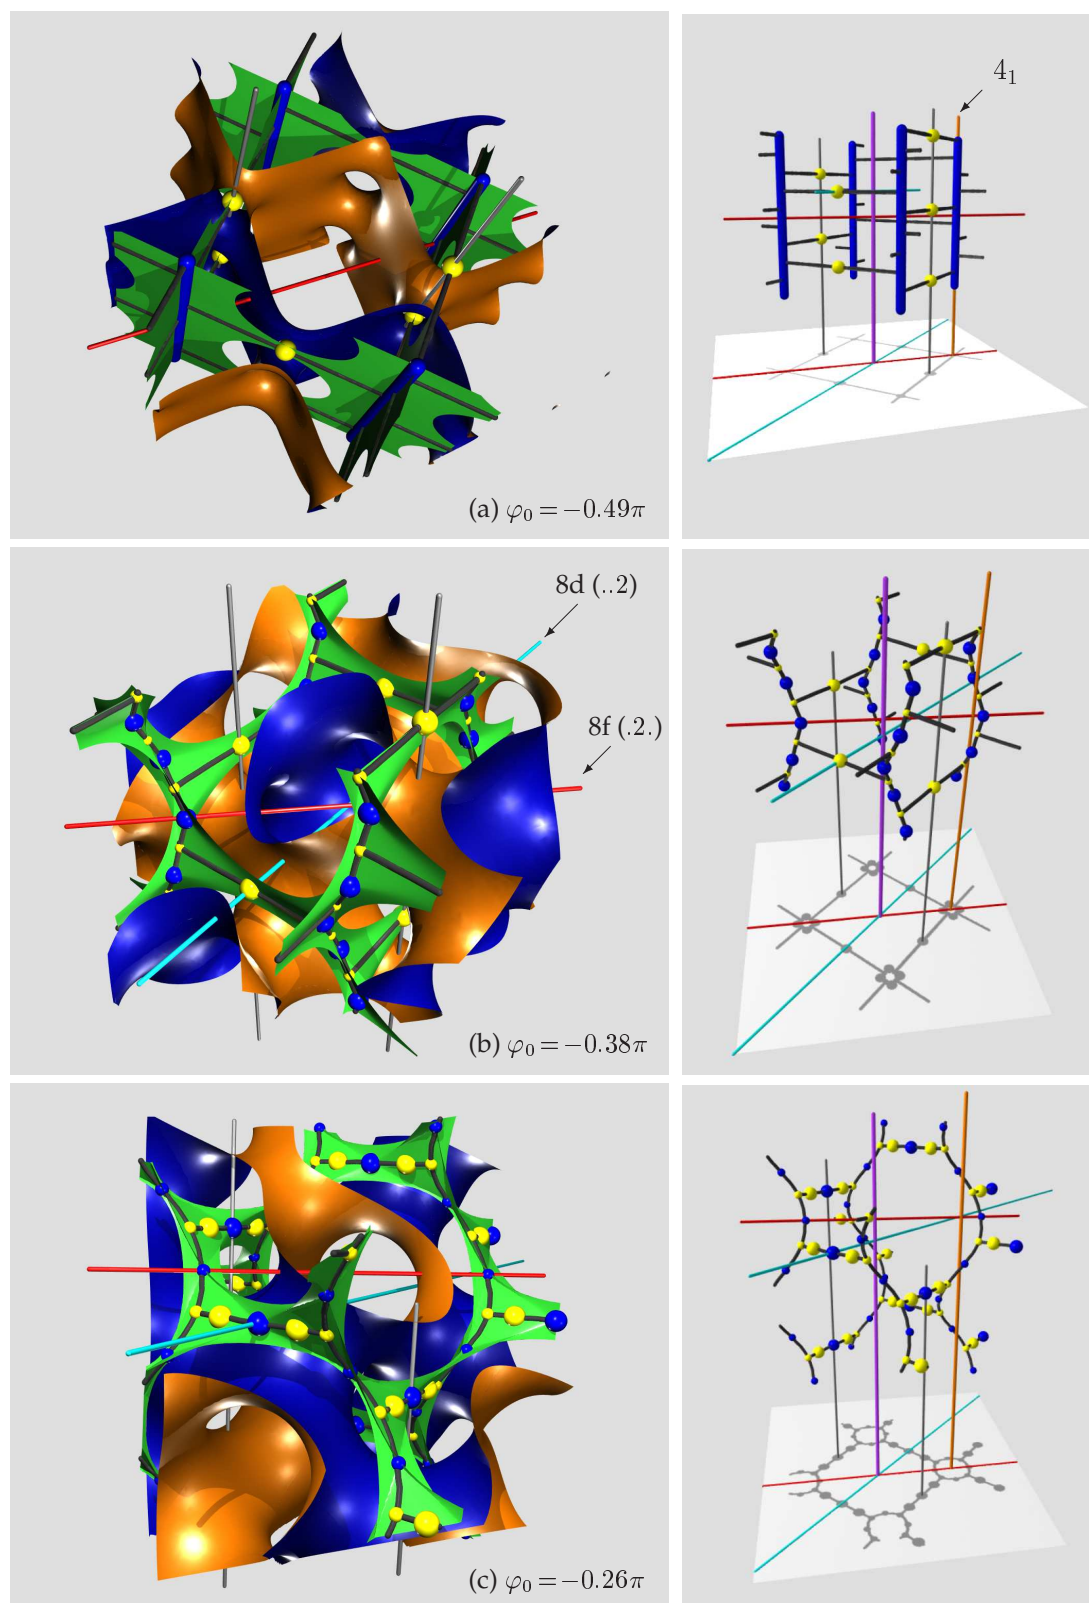 4₁
(a) φ₀ = −0.49π
8d (..2)
8f (.2.)
(b) φ₀ = −0.38π
(c) φ₀ = −0.26π